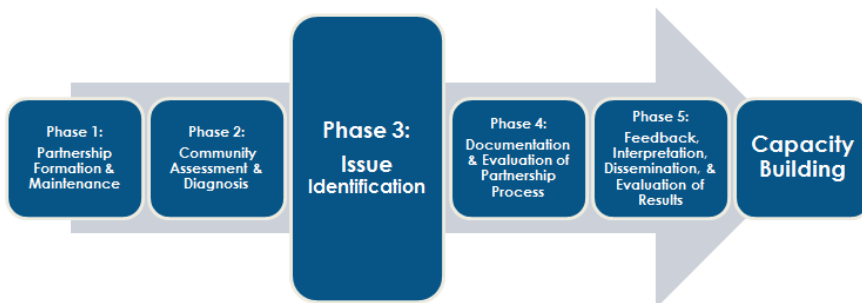 Phase 1:
Partnership
Formation &
Maintenance
Phase 2:
Community
Assessment &
Diagnosis
Phase 3:
Issue
Identification
Phase 4:
Documentation
& Evaluation of
Partnership
Process
Phase 5:
Feedback,
Interpretation,
Dissemination, &
Evaluation of
Results
Capacity
Building